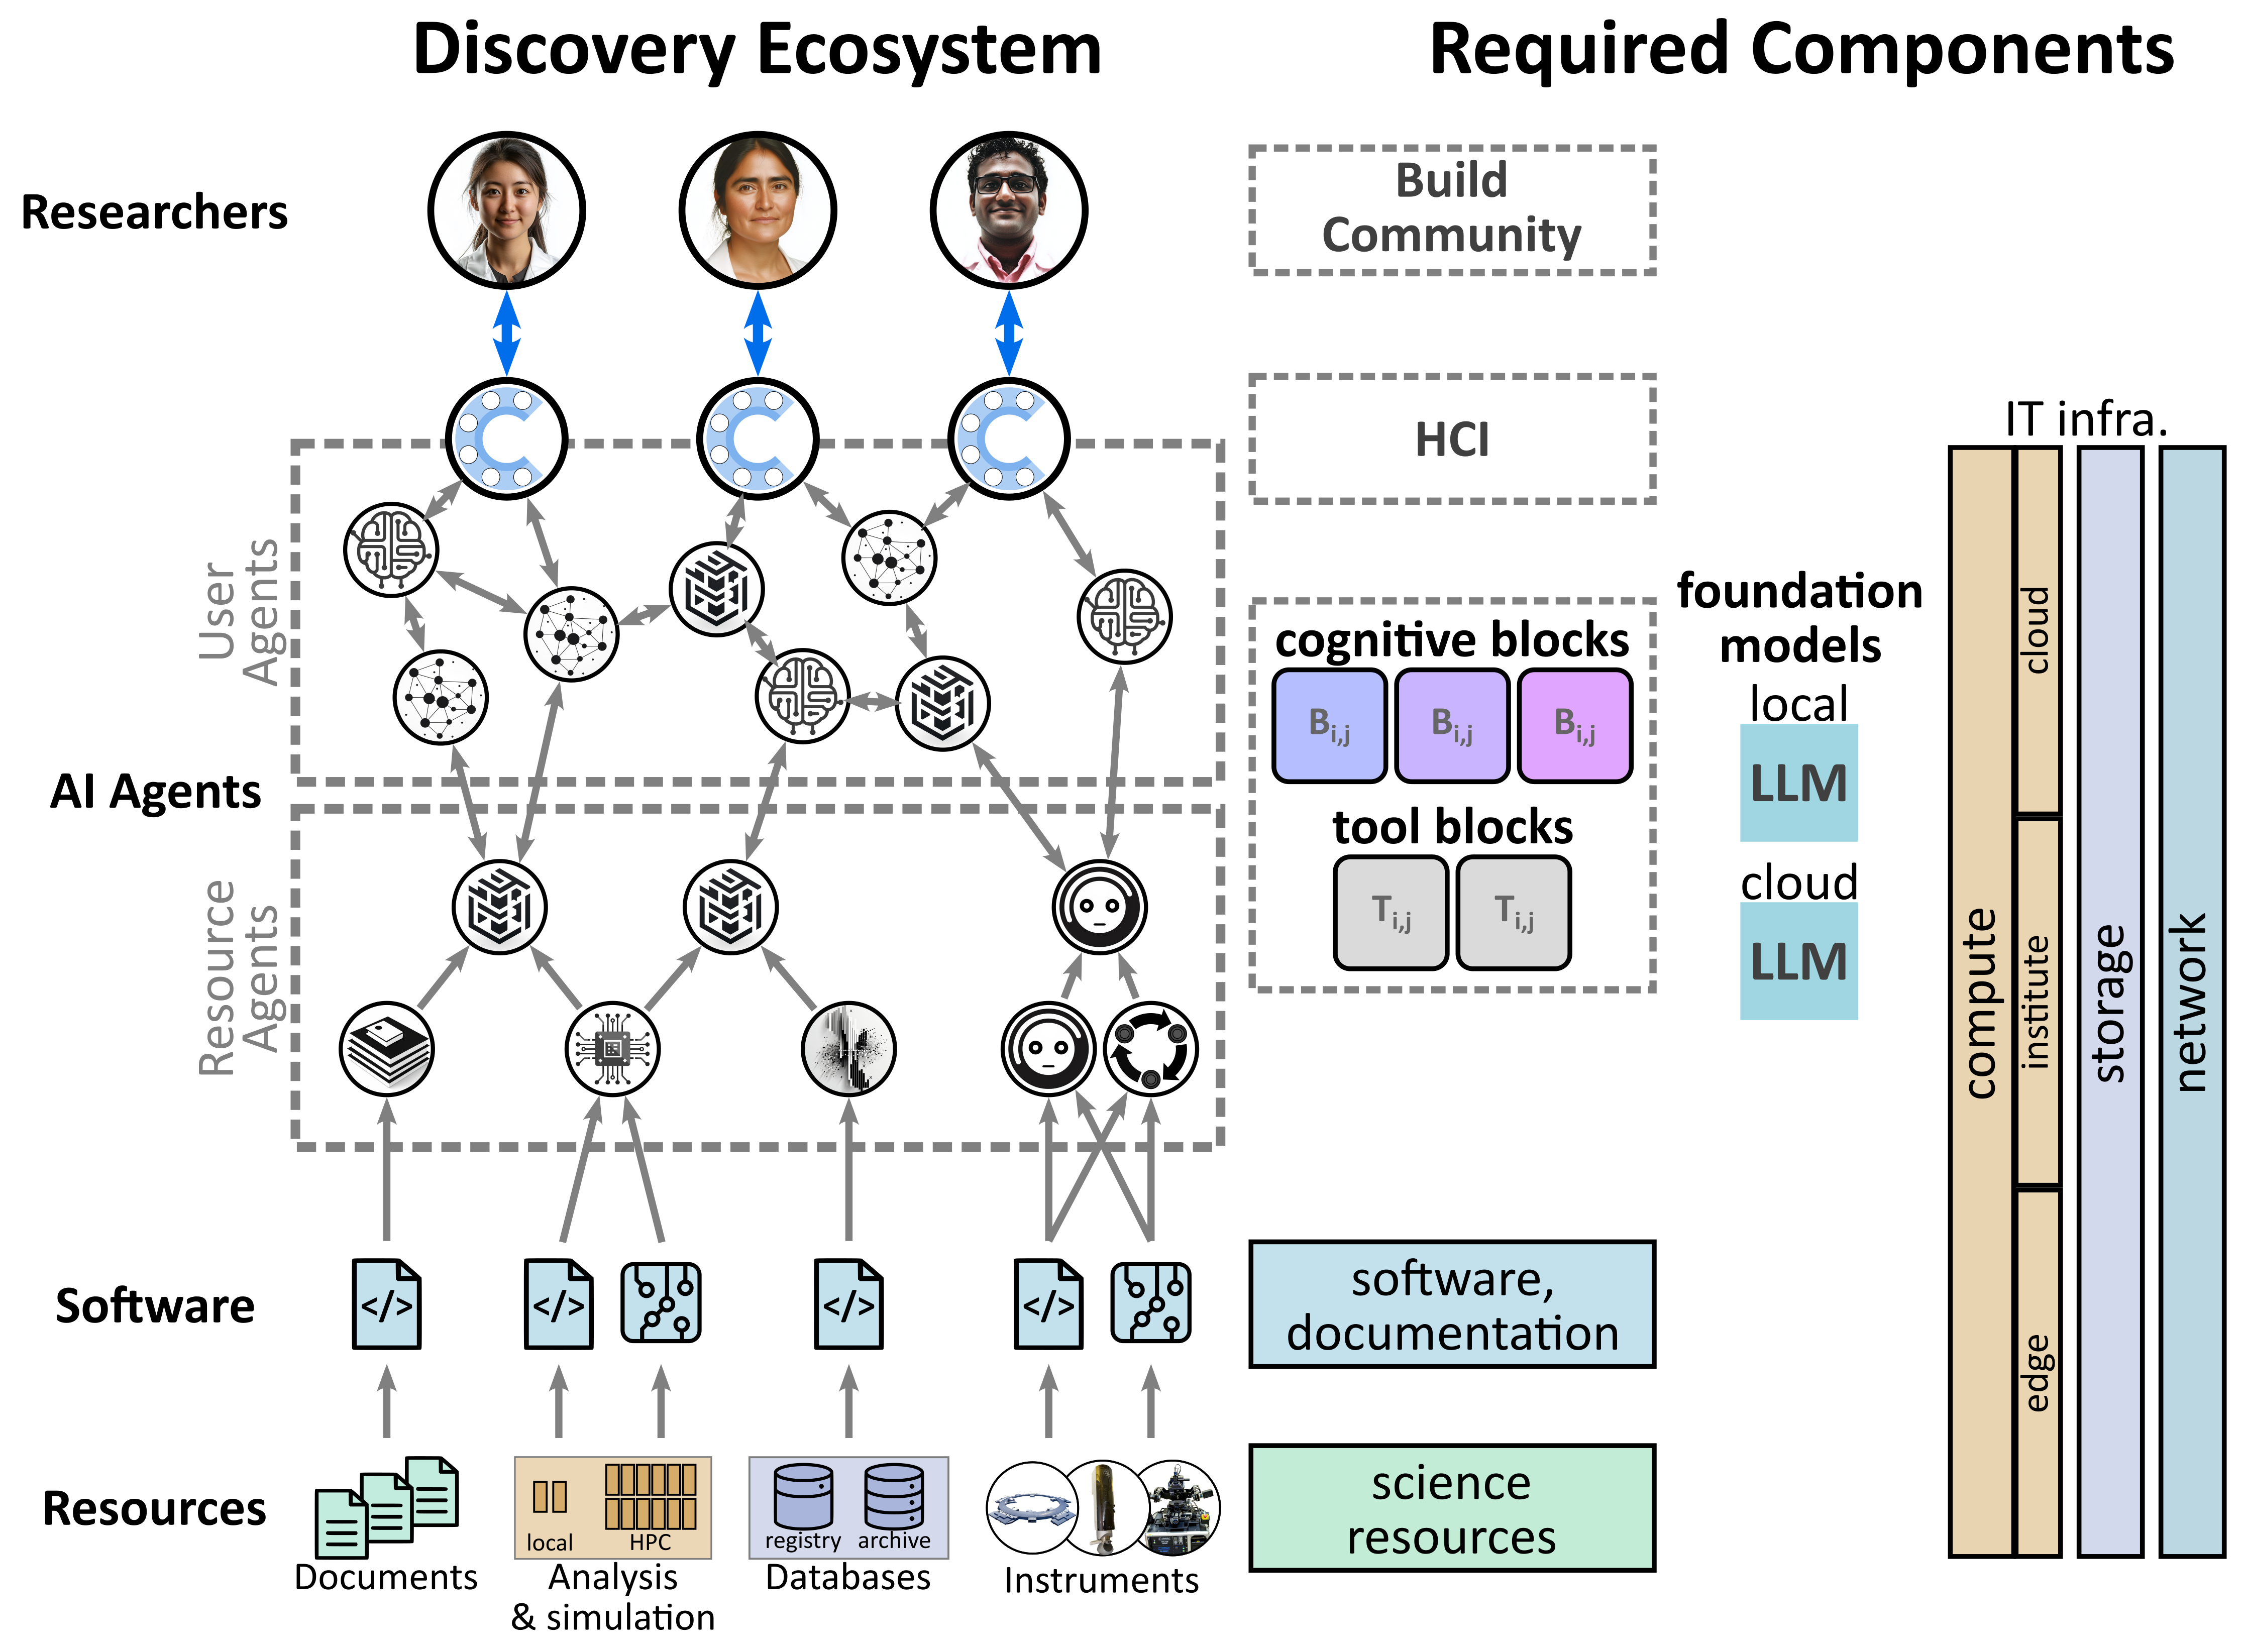 Discovery Ecosystem
Required Components
Researchers
Build
Community
HCI
IT infra.
User
Agents
AI Agents
Resource
Agents
cognitive blocks
B i,j
B i,j
B i,j
tool blocks
T i,j
T i,j
foundation
models
local
LLM
cloud
LLM
compute
cloud
institute
edge
storage
network
Software
</>
</>
</>
</>
software,
documentation
Resources
local
HPC
registry
archive
Documents
Analysis
& simulation
Databases
Instruments
science
resources